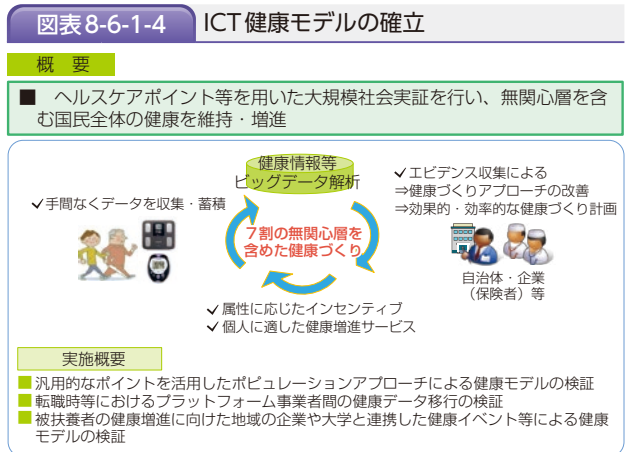 図表8-6-1-4 ICT健康モデルの確立
概 要
■ ヘルスケアポイント等を用いた大規模社会実証を行い、無関心層を含
む国民全体の健康を維持・増進
健康情報等
ビッグデータ解析
✓手間なくデータを収集・蓄積
✓エビデンス収集による
⇒健康づくりアプローチの改善
⇒効果的・効率的な健康づくり計画
7割の無関心層を
含めた健康づくり
自治体・企業
（保険者）等
✓属性に応じたインセンティブ
✓個人に適した健康増進サービス
実施概要
■汎用的なポイントを活用したポピュレーションアプローチによる健康モデルの検証
■転職時等におけるプラットフォーム事業者間の健康データ移行の検証
■被扶養者の健康増進に向けた地域の企業や大学と連携した健康イベント等による健康
モデルの検証